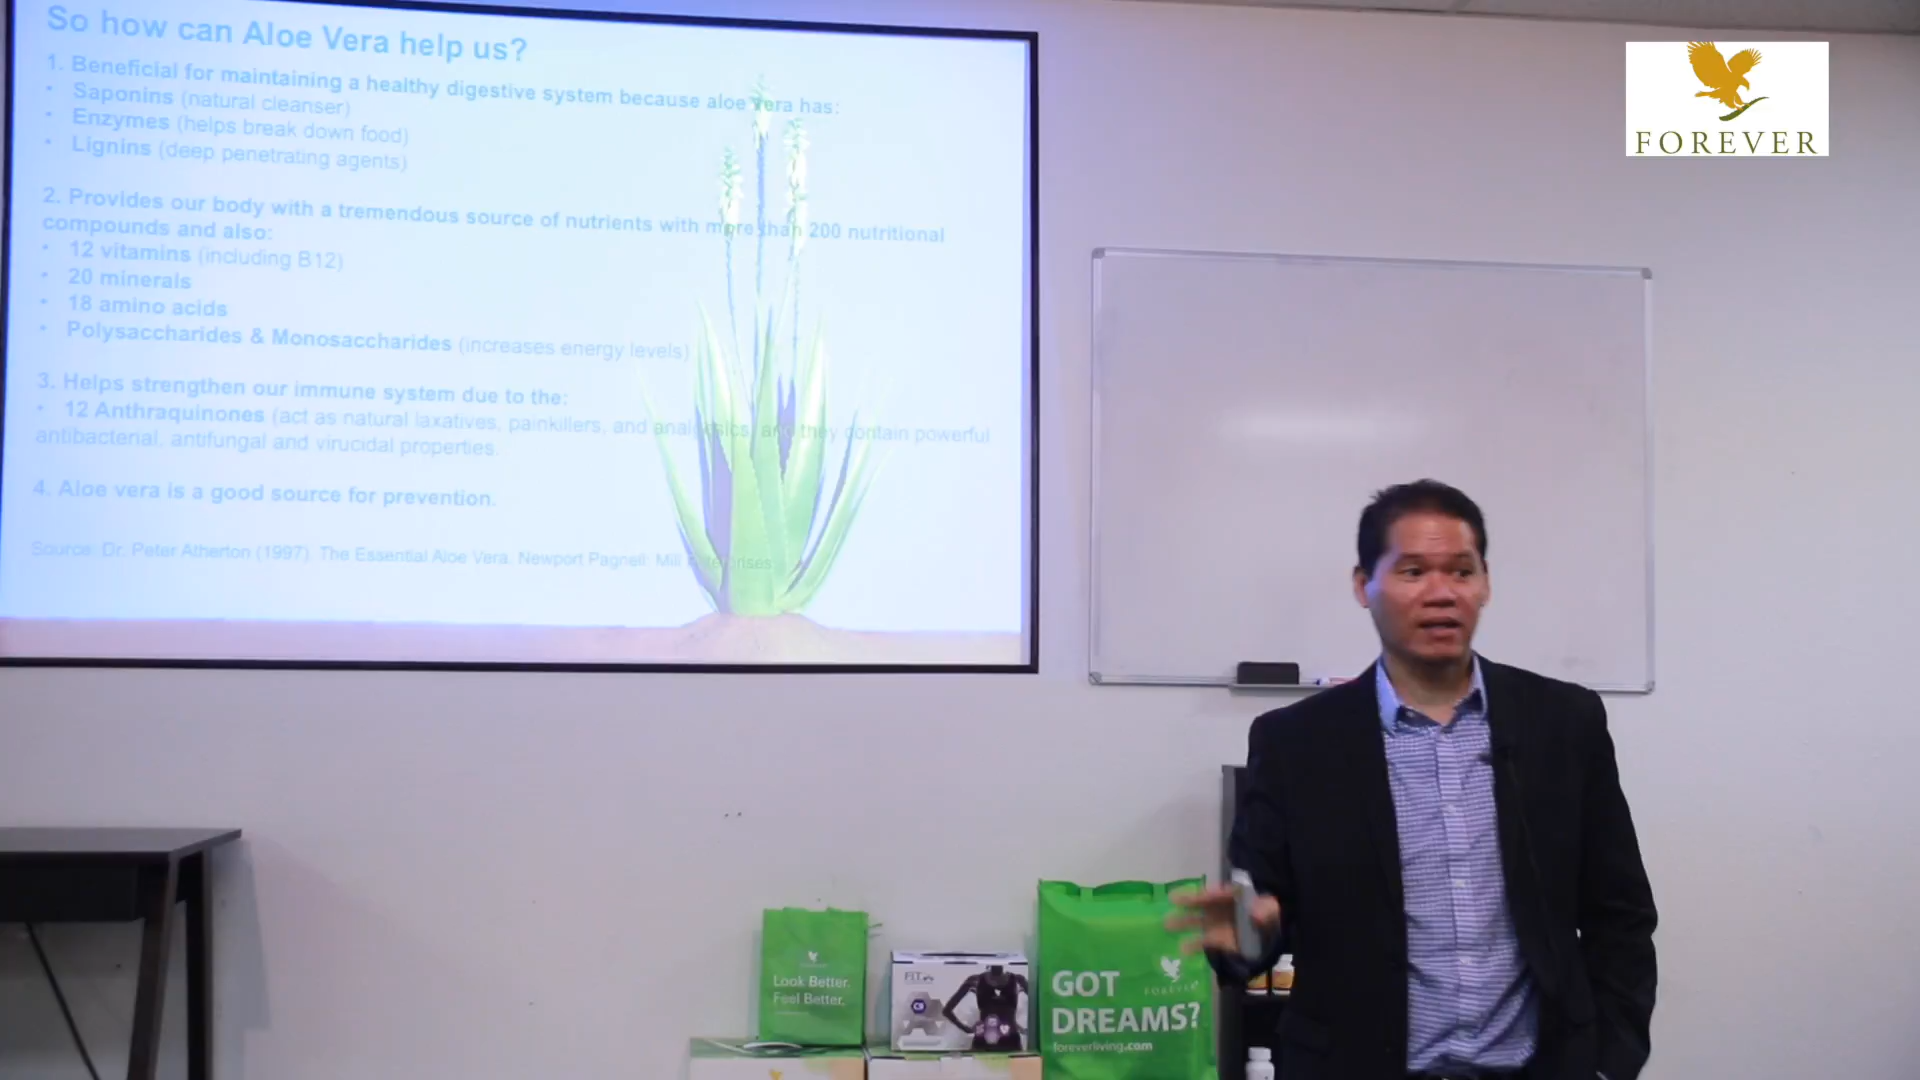 So how can Aloe Vera help us?
1. Beneficial for maintaining a healthy digestive system because aloe vera has:
• Saponins (natural cleanser)
• Enzymes (helps break down food)
• Lignins (deep penetrating agents)
2. Provides our body with a tremendous source of nutrients with more than 200 nutritional
compounds and also:
• 12 vitamins (including B12)
• 20 minerals
• 18 amino acids
• Polysaccharides & Monosaccharides (increases energy levels)
3. Helps strengthen our immune system due to the:
• 12 Anthraquinones (act as natural laxatives, painkillers, and analgesics, and they contain powerful
antibacterial, antifungal and virucidal properties.
4. Aloe vera is a good source for prevention.
Source: Dr. Peter Atherton (1997). The Essential Aloe Vera. Newport Pagnell: Mill Enterprises
FOREVER
Look Better.
Feel Better.
F.I.T.
C9
GOT
DREAMS?
FOREVER
foreverliving.com